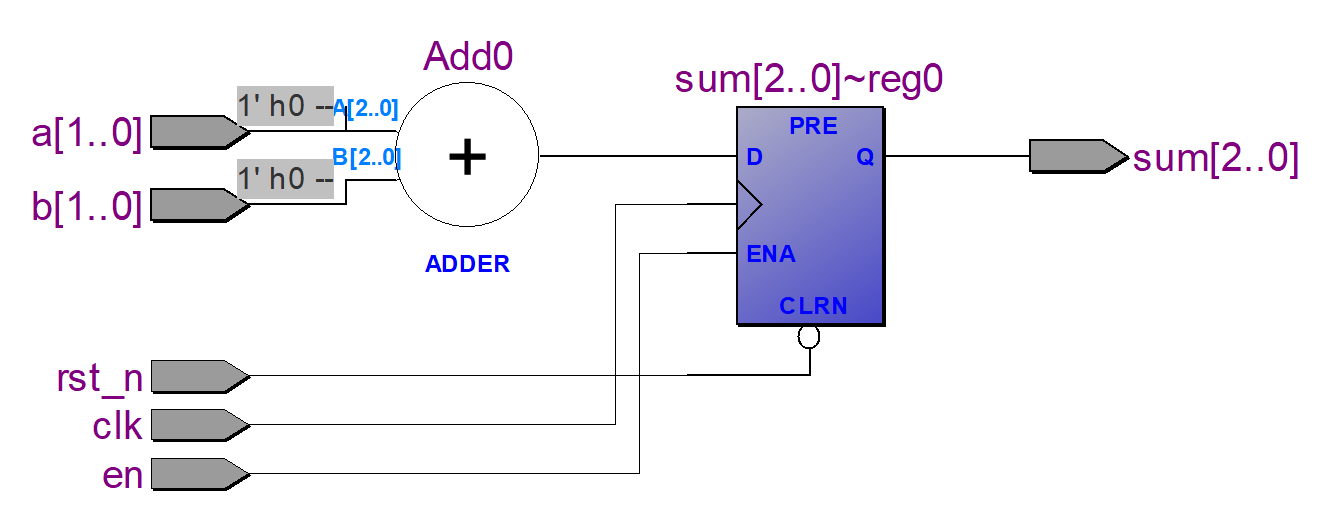 Add0
sum[2..0]~reg0
1' h0 --
A[2..0]
a[1..0]
PRE
B[2..0]
+
D
Q
sum[2..0]
1' h0 --
b[1..0]
ENA
ADDER
CLRN
rst_n
clk
en